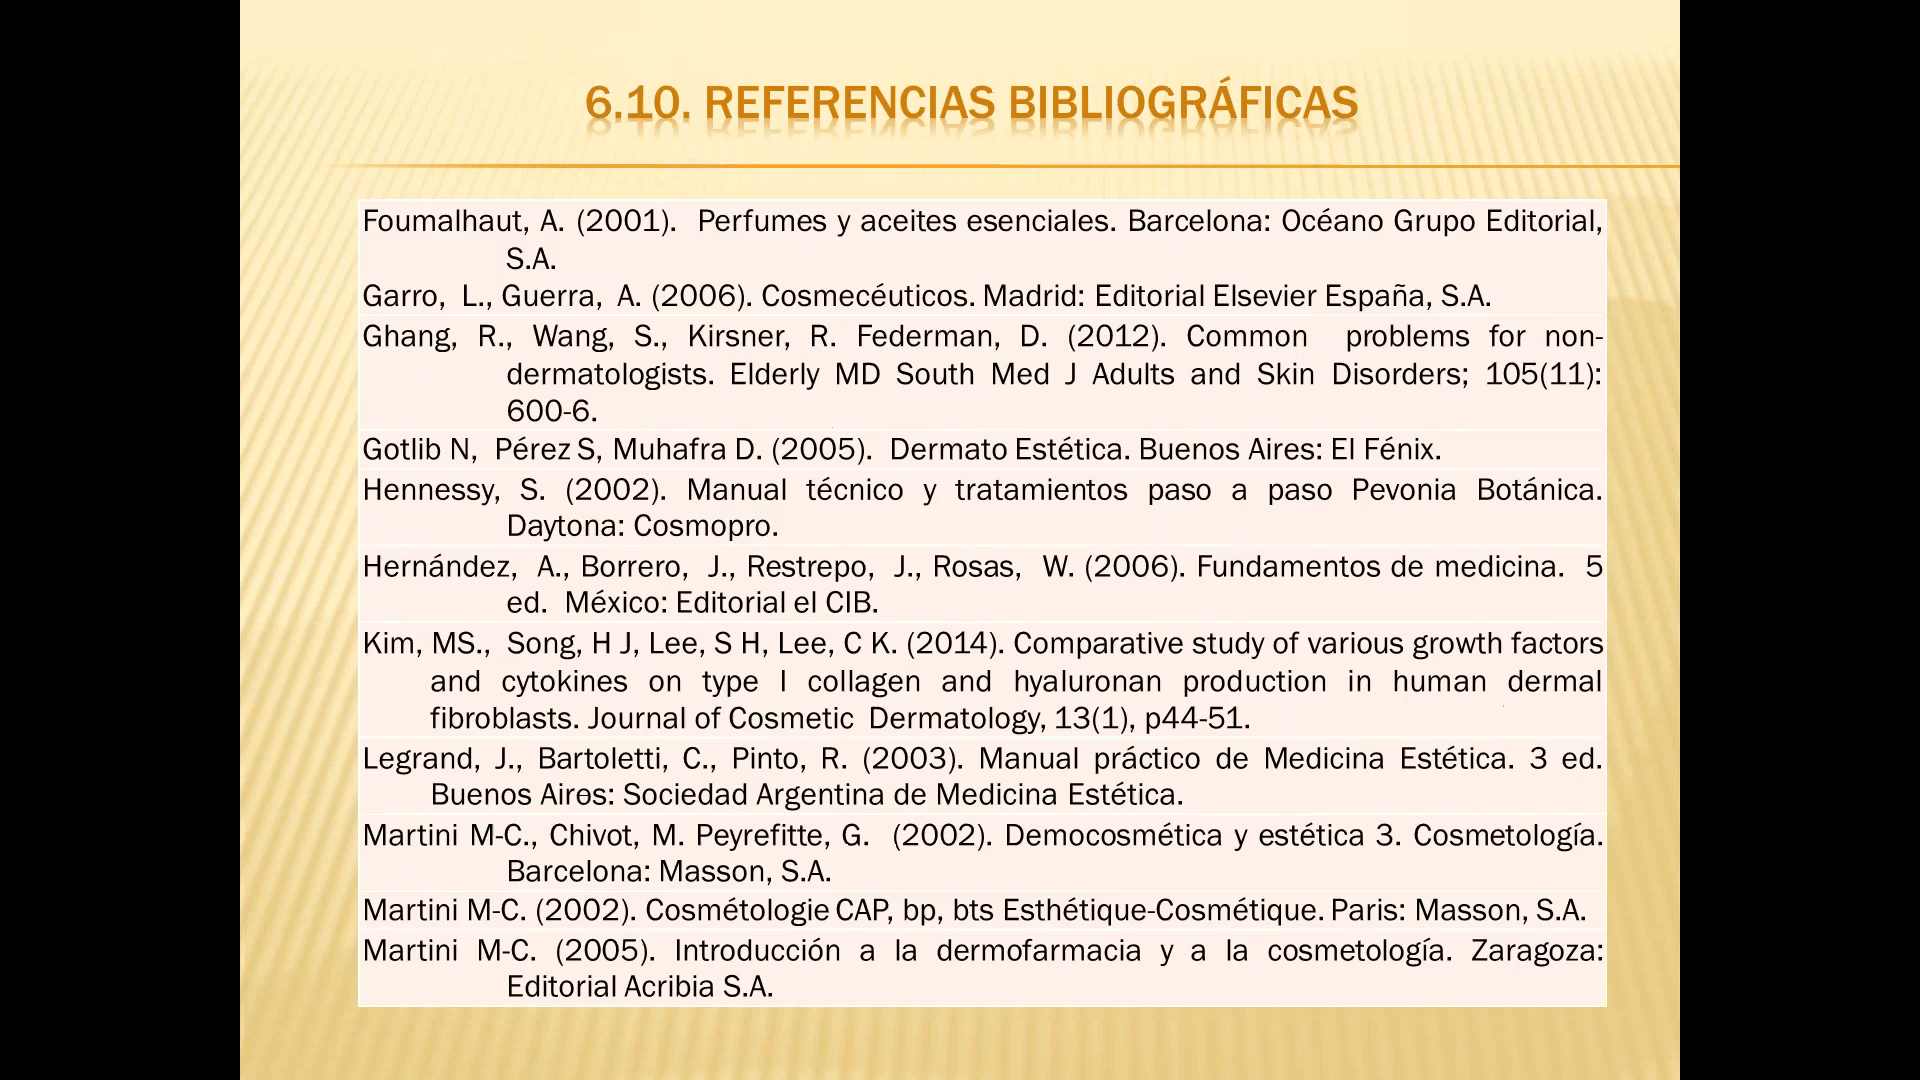 6.10. REFERENCIAS BIBLIOGRÁFICAS
Foumalhaut, A. (2001). Perfumes y aceites esenciales. Barcelona: Océano Grupo Editorial,
S.A.
Garro, L., Guerra, A. (2006). Cosmecéuticos. Madrid: Editorial Elsevier España, S.A.
Ghang, R., Wang, S., Kirsner, R. Federman, D. (2012). Common problems for non-
dermatologists. Elderly MD South Med J Adults and Skin Disorders; 105(11):
600-6.
Gotlib N, Pérez S, Muhafra D. (2005). Dermato Estética. Buenos Aires: El Fénix.
Hennessy, S. (2002). Manual técnico y tratamientos paso a paso Pevonia Botánica.
Daytona: Cosmopro.
Hernández, A., Borrero, J., Restrepo, J., Rosas, W. (2006). Fundamentos de medicina. 5
ed. México: Editorial el CIB.
Kim, MS., Song, H J, Lee, S H, Lee, C K. (2014). Comparative study of various growth factors
and cytokines on type I collagen and hyaluronan production in human dermal
fibroblasts. Journal of Cosmetic Dermatology, 13(1), p44-51.
Legrand, J., Bartoletti, C., Pinto, R. (2003). Manual práctico de Medicina Estética. 3 ed.
Buenos Aires: Sociedad Argentina de Medicina Estética.
Martini M-C., Chivot, M. Peyrefitte, G. (2002). Democosmética y estética 3. Cosmetología.
Barcelona: Masson, S.A.
Martini M-C. (2002). Cosmétologie CAP, bp, bts Esthétique-Cosmétique. Paris: Masson, S.A.
Martini M-C. (2005). Introducción a la dermofarmacia y a la cosmetología. Zaragoza:
Editorial Acribia S.A.